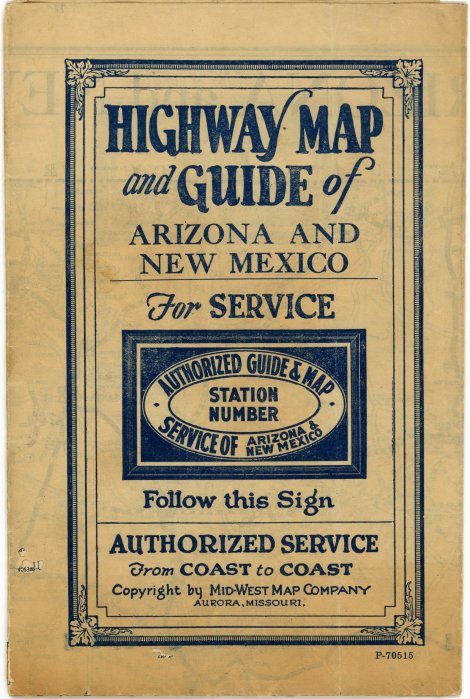 HIGHWAY MAP
and GUIDE of
ARIZONA AND
NEW MEXICO
For SERVICE
AUTHORIZED GUIDE & MAP
STATION
NUMBER
SERVICE OF ARIZONA &
NEW MEXICO
Follow this Sign
AUTHORIZED SERVICE
From COAST to COAST
Copyright by MID-WEST MAP COMPANY
AURORA, MISSOURI.
P-70515